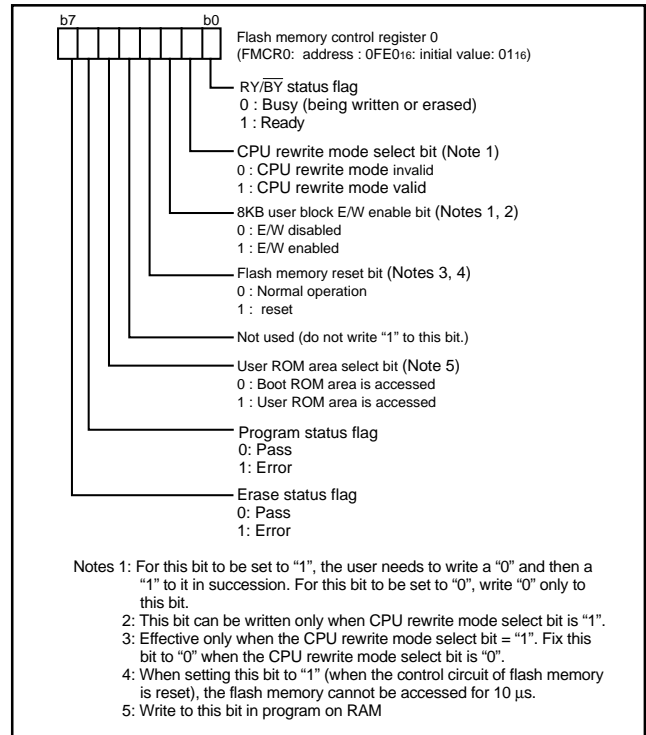 b7 b0
Flash memory control register 0
(FMCR0: address : 0FE016: initial value: 0116)
RY/BY status flag
0 : Busy (being written or erased)
1 : Ready
CPU rewrite mode select bit (Note 1)
0 : CPU rewrite mode invalid
1 : CPU rewrite mode valid
8KB user block E/W enable bit (Notes 1, 2)
0 : E/W disabled
1 : E/W enabled
Flash memory reset bit (Notes 3, 4)
0 : Normal operation
1 : reset
Not used (do not write “1” to this bit.)
User ROM area select bit (Note 5)
0 : Boot ROM area is accessed
1 : User ROM area is accessed
Program status flag
0: Pass
1: Error
Erase status flag
0: Pass
1: Error
Notes 1: For this bit to be set to “1”, the user needs to write a “0” and then a
“1” to it in succession. For this bit to be set to “0”, write “0” only to
this bit.
2: This bit can be written only when CPU rewrite mode select bit is “1”.
3: Effective only when the CPU rewrite mode select bit = “1”. Fix this
bit to “0” when the CPU rewrite mode select bit is “0”.
4: When setting this bit to “1” (when the control circuit of flash memory
is reset), the flash memory cannot be accessed for 10 μs.
5: Write to this bit in program on RAM